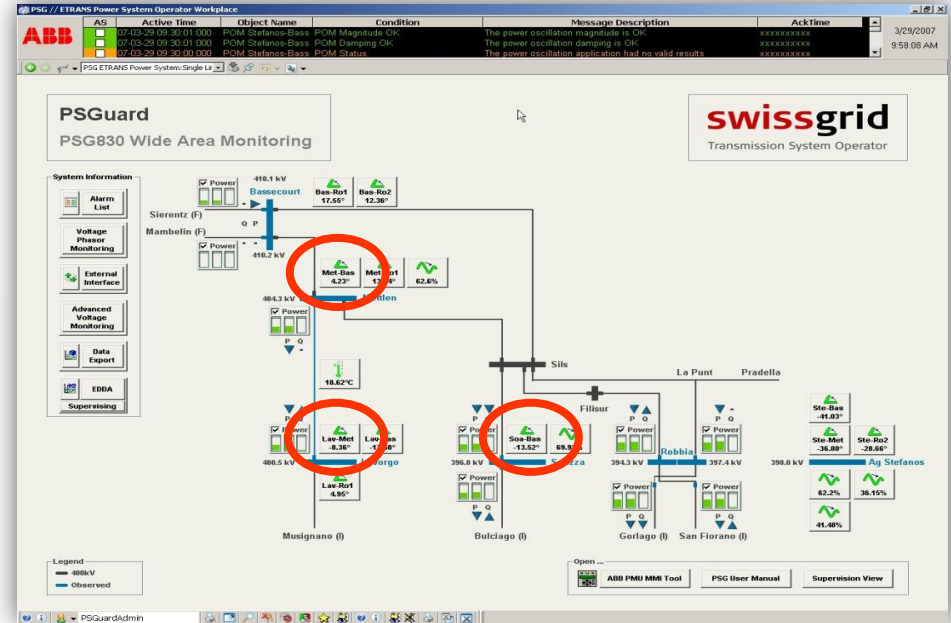 PSG // ETRANS Power System Operator Workplace
ABB
AS Active Time Object Name Condition Message Description AckTime
07-03-29 09:30:01:000 POM Stefanos-Bass POM Magnitude OK The power oscillation magnitude is OK xxxxxxxxxx
07-03-29 09:30:01:000 POM Stefanos-Bass POM Damping OK The power oscillation damping is OK xxxxxxxxxx
07-03-29 09:30:00:000 POM Stefanos-Bass POM Status The power oscillation application had no valid results xxxxxxxxxx
3/29/2007
9:58:08 AM
PSG ETRANS Power System:Single Li
PSGuard
PSG830 Wide Area Monitoring
swissgrid
Transmission System Operator
System Information
Alarm List
Voltage Phasor Monitoring
External Interface
Advanced Voltage Monitoring
Data Export
EDDA
Supervising
Power
410.1 kV
Bassecourt
Bas-Ro1
17.55°
Bas-Ro2
12.36°
Sierentz (F)
Q P
Mambelin (F)
Power
410.2 kV
Met-Bas
4.23°
62.6%
404.3 kV
Power
P Q
18.62°C
Sils
La Punt
Pradella
Filisur
P Q
Power
Lav-Met
-8.36°
400.5 kV
Lav-Ro1
4.95°
Musignano (I)
P Q
Power
Soa-Bas
-13.52°
396.8 kV
Power
P Q
Bulciago (I)
P Q
Power
Robbia
394.3 kV
Power
P Q
Gorlago (I)
P Q
Power
397.4 kV
Power
P Q
San Fiorano (I)
Ste-Bas
-41.03°
Ste-Met
-36.80°
Ste-Ro2
-28.66°
398.0 kV
Ag Stefanos
62.2%
36.15%
41.48%
Legend
400kV
Observed
Open ...
ABB PMU MMI Tool
PSG User Manual
Supervision View
PSGuardAdmin